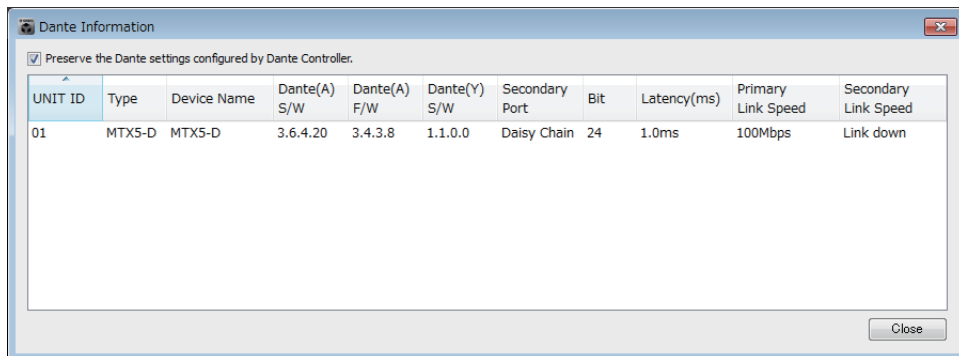 Dante Information
Preserve the Dante settings configured by Dante Controller.
UNIT ID Type Device Name Dante(A) S/W Dante(A) F/W Dante(Y) S/W Secondary Port Bit Latency(ms) Primary Link Speed Secondary Link Speed
01 MTX5-D MTX5-D 3.6.4.20 3.4.3.8 1.1.0.0 Daisy Chain 24 1.0ms 100Mbps Link down
Close